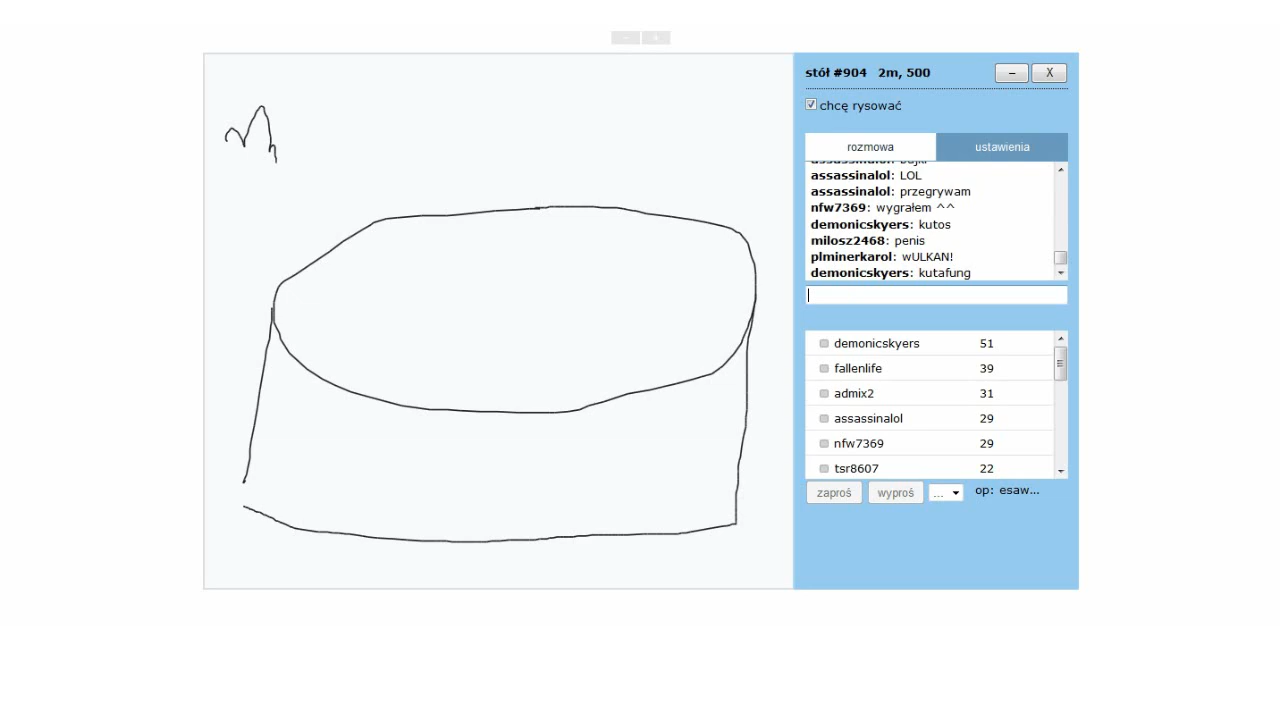 stół #904 2m, 500
– X
chcę rysować
rozmowa ustawienia
assassinalol: LOL
assassinalol: przegrywam
nfw7369: wygrałem ^^
demonicskyers: kutos
milosz2468: penis
plminerkarol: wULKAN!
demonicskyers: kutafung
demonicskyers 51
fallenlife 39
admix2 31
assassinalol 29
nfw7369 29
tsr8607 22
zaproś wyproś ... op: esaw...